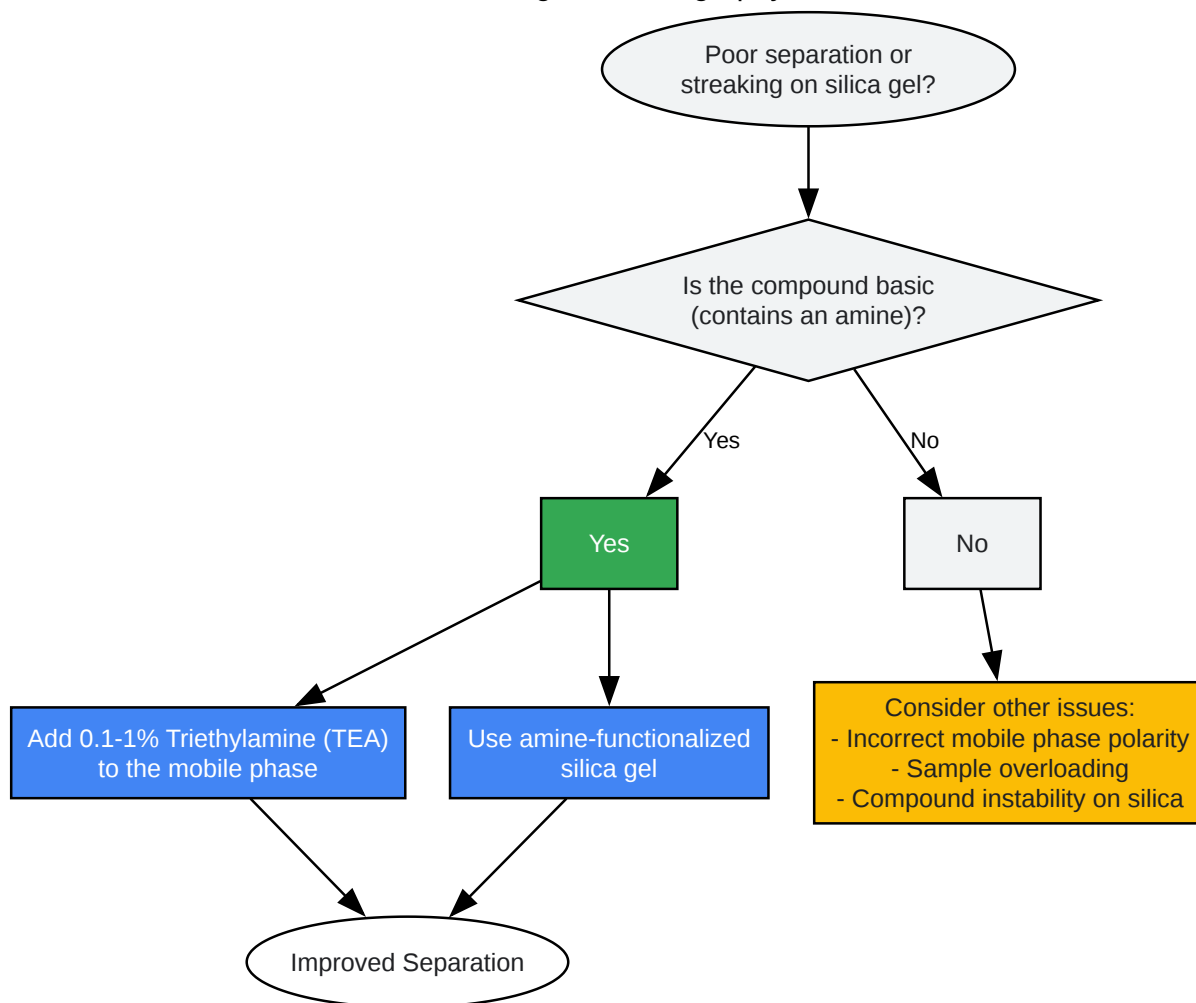 Poor separation or
streaking on silica gel?
Is the compound basic
(contains an amine)?
Yes
No
Yes
No
Add 0.1-1% Triethylamine (TEA)
to the mobile phase
Use amine-functionalized
silica gel
Consider other issues:
- Incorrect mobile phase polarity
- Sample overloading
- Compound instability on silica
Improved Separation